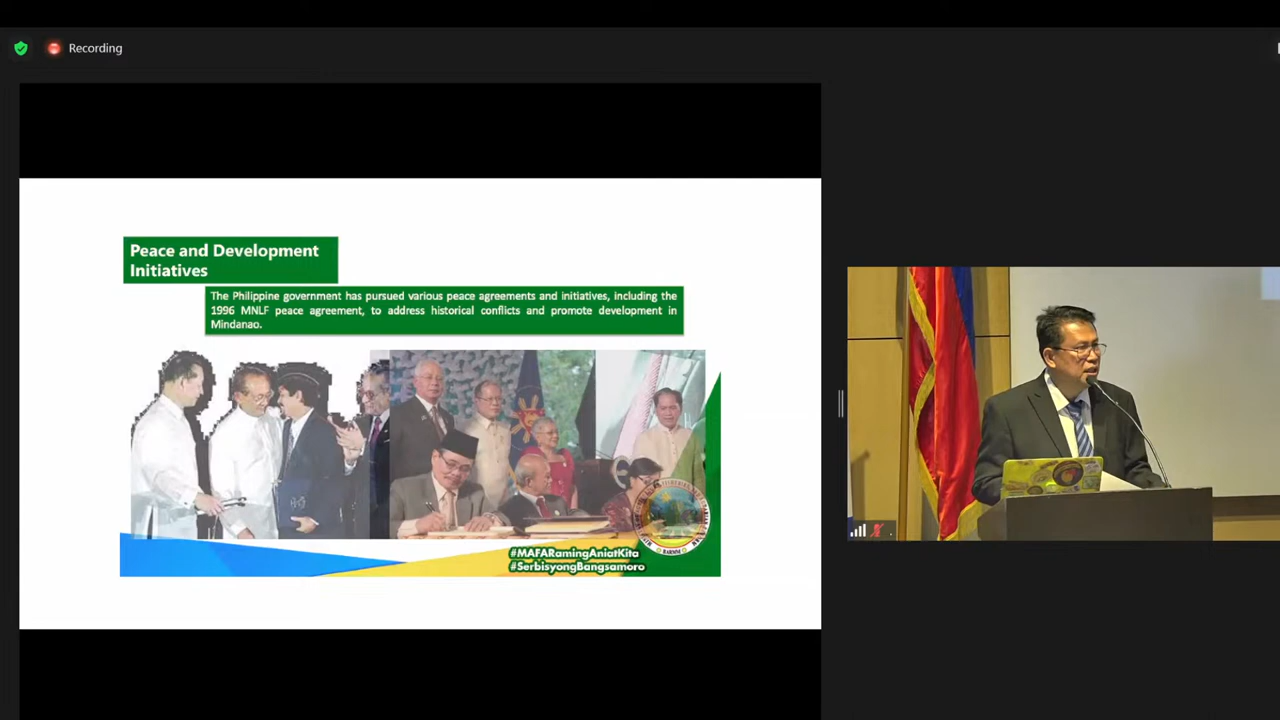 Recording
Peace and Development
Initiatives
The Philippine government has pursued various peace agreements and initiatives, including the
1996 MNLF peace agreement, to address historical conflicts and promote development in
Mindanao.
#MAFARamingAniatKita
#SerbisyongBangsamoro
BARMM